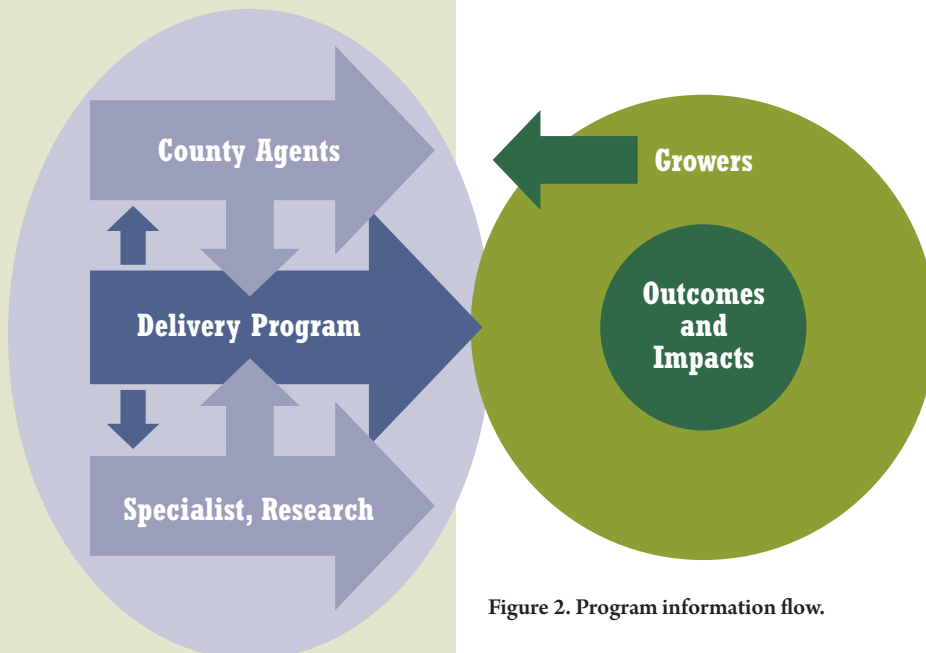 County Agents
Growers
Delivery Program
Outcomes
and
Impacts
Specialist, Research
Figure 2. Program information flow.